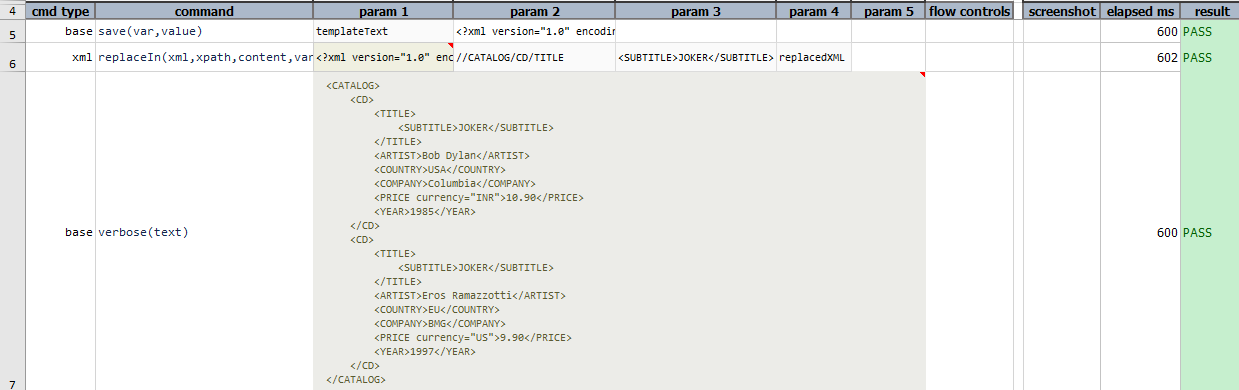 4 cmd type command param 1 param 2 param 3 param 4 param 5 flow controls screenshot elapsed ms result
5 base save(var,value) templateText <?xml version="1.0" encodin 600 PASS
6 xml replaceIn(xml,xpath,content,var <?xml version="1.0" enc //CATALOG/CD/TITLE <SUBTITLE>JOKER</SUBTITLE> replacedXML 602 PASS
<CATALOG>
<CD>
<TITLE>
<SUBTITLE>JOKER</SUBTITLE>
</TITLE>
<ARTIST>Bob Dylan</ARTIST>
<COUNTRY>USA</COUNTRY>
<COMPANY>Columbia</COMPANY>
<PRICE currency="INR">10.90</PRICE>
<YEAR>1985</YEAR>
</CD>
base verbose(text) 600 PASS
<CD>
<TITLE>
<SUBTITLE>JOKER</SUBTITLE>
</TITLE>
<ARTIST>Eros Ramazzotti</ARTIST>
<COUNTRY>EU</COUNTRY>
<COMPANY>BMG</COMPANY>
<PRICE currency="US">9.90</PRICE>
<YEAR>1997</YEAR>
</CD>
</CATALOG>
7